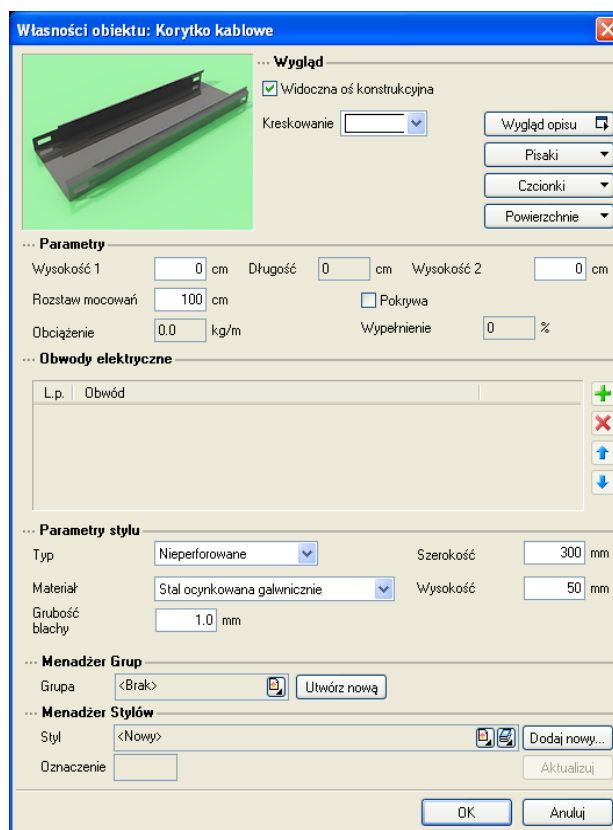 Własności obiektu: Korytko kablowe
Wygląd
Widoczna oś konstrukcyjna
Kreskowanie
Wygląd opisu
Pisaki
Czcionki
Powierzchnie
Parametry
Wysokość 1 0 cm Długość 0 cm Wysokość 2 0 cm
Rozstaw mocowań 100 cm Pokrywa
Obciążenie 0.0 kg/m Wypełnienie 0 %
Obwody elektryczne
L.p. Obwód
Parametry stylu
Typ Nieperforowane Szerokość 300 mm
Materiał Stal ocynkowana galwnicznie Wysokość 50 mm
Grubość
blachy 1.0 mm
Menadżer Grup
Grupa <Brak> Utwórz nową
Menadżer Stylów
Styl <Nowy> Dodaj nowy...
Oznaczenie Aktualizuj
OK Anuluj